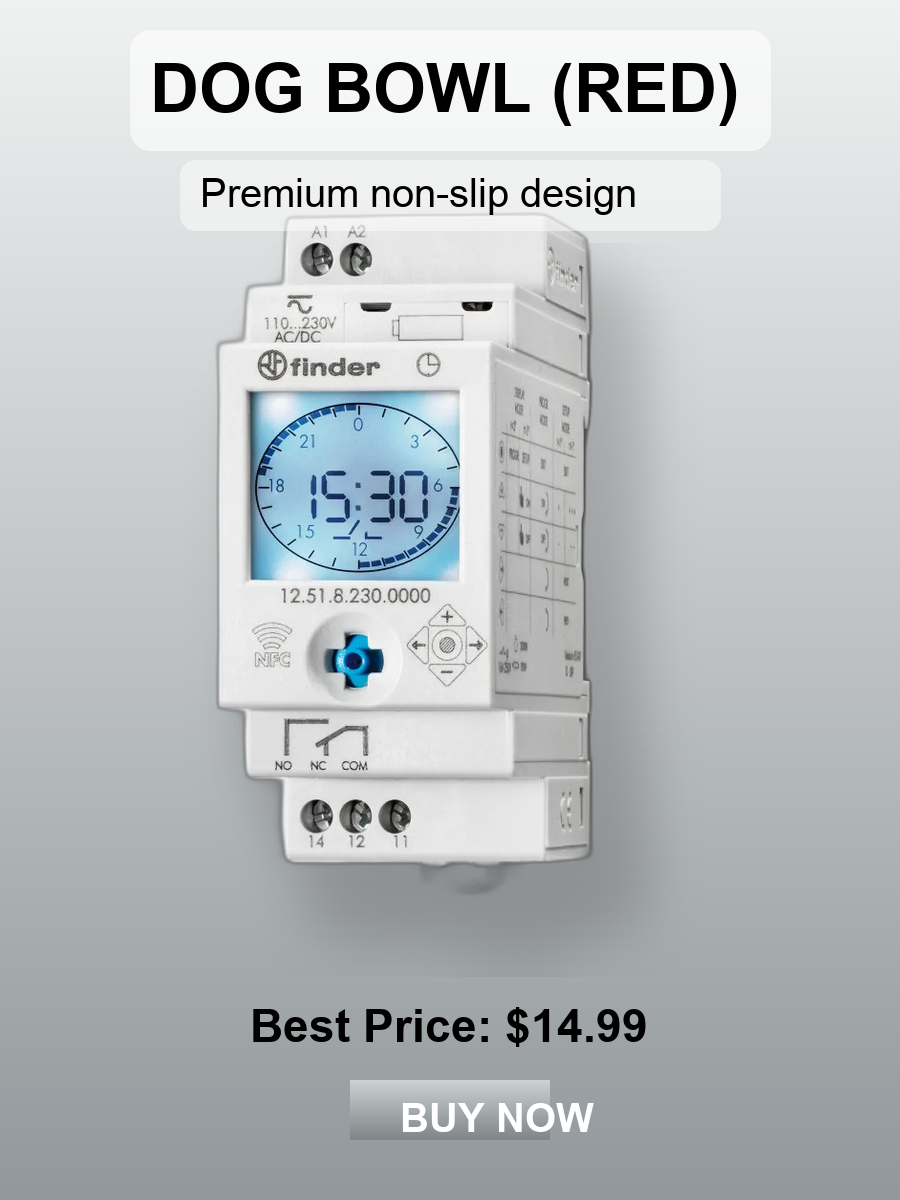 DOG BOWL (RED)
Premium non-slip design
A1 A2
finder
110...230V
AC/DC
finder
0
21 3
18 15:30 6
15 9
12
12.51.8.230.0000
NFC
NO NC COM
14 12 11
CE
Best Price: $14.99
BUY NOW